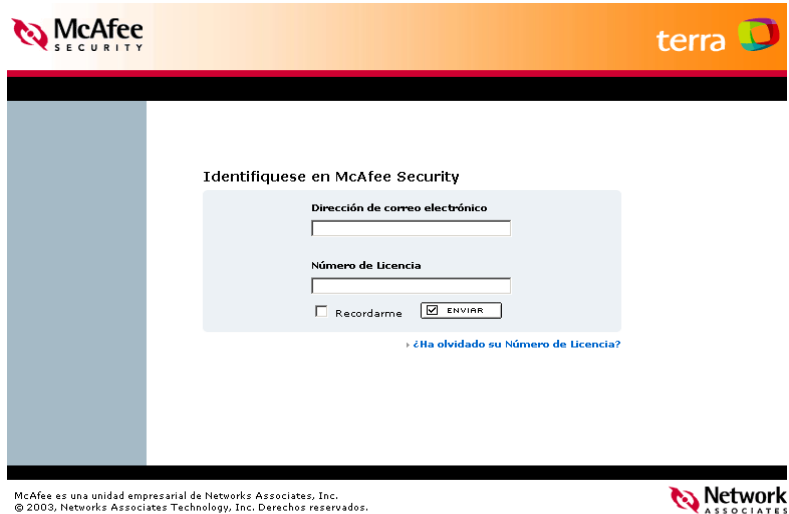 McAfee
SECURITY
terra
Identifiquese en McAfee Security
Dirección de correo electrónico
Número de Licencia
Recordarme
ENVIAR
¿Ha olvidado su Número de Licencia?
McAfee es una unidad empresarial de Networks Associates, Inc.
© 2003, Networks Associates Technology, Inc. Derechos reservados.
Network
ASSOCIATES